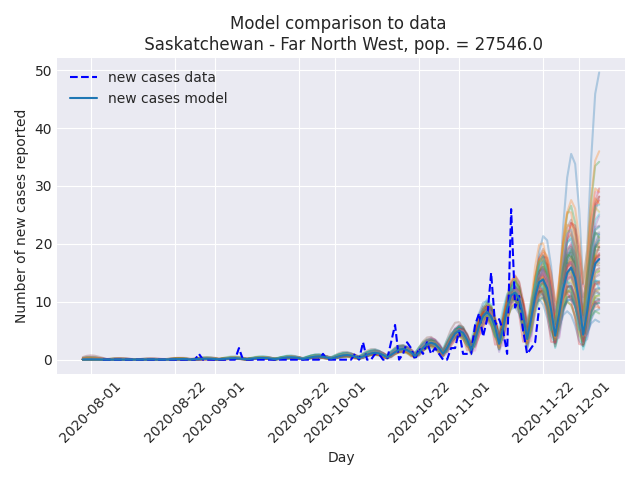 Model comparison to data
Saskatchewan - Far North West, pop. = 27546.0
new cases data
new cases model
Number of new cases reported
50
40
30
20
10
0
2020-08-01
2020-08-22
2020-09-01
2020-09-22
2020-10-01
2020-10-22
2020-11-01
2020-11-22
2020-12-01
Day